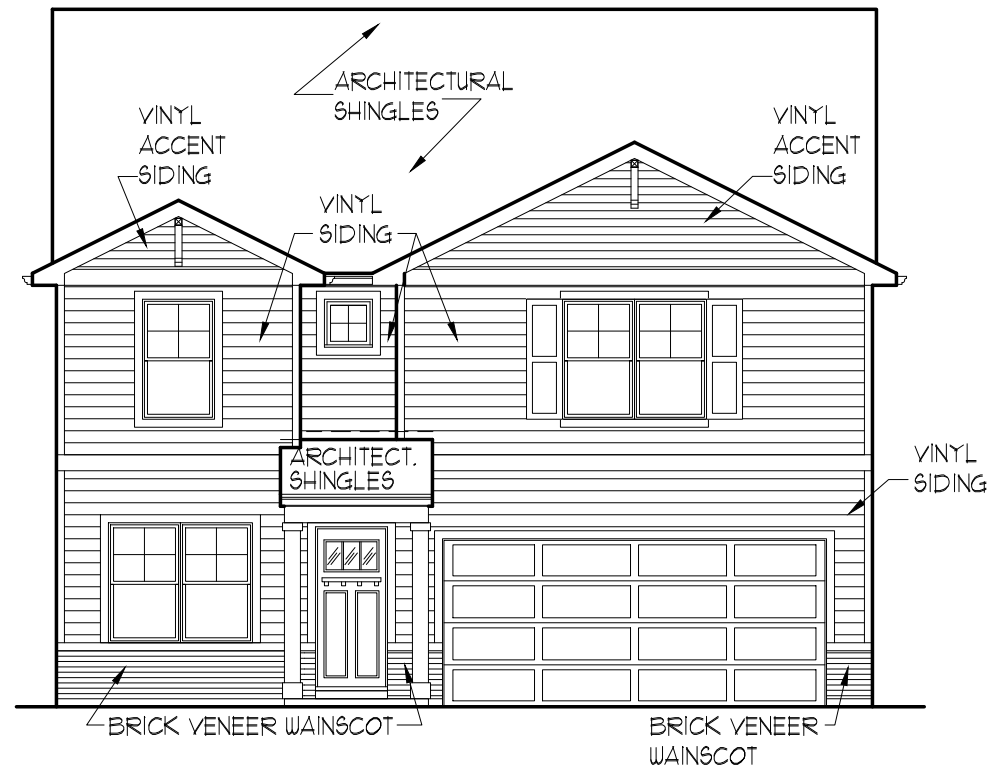 ARCHITECTURAL
SHINGLES
VINYL
ACCENT
SIDING
VINYL
ACCENT
SIDING
VINYL
SIDING
ARCHITECT.
SHINGLES
VINYL
SIDING
BRICK VENEER WAINSCOT
BRICK VENEER
WAINSCOT